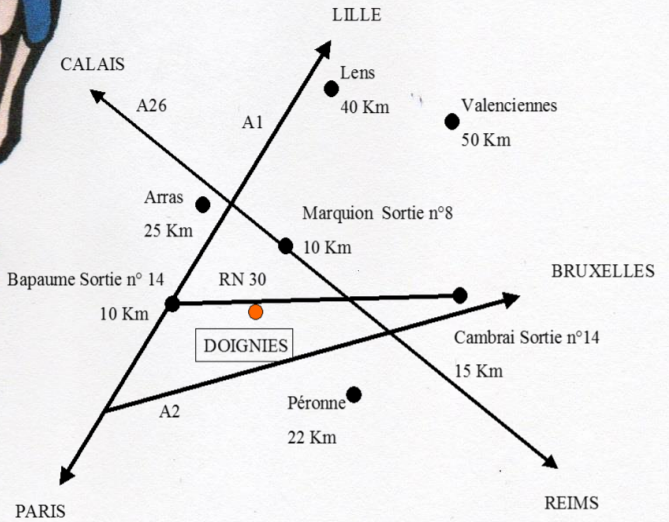 LILLE
CALAIS
Lens
40 Km
A26
A1
Valenciennes
50 Km
Arras
25 Km
Marquion Sortie n°8
10 Km
Bapaume Sortie n° 14
10 Km
RN 30
BRUXELLES
DOIGNIES
Cambrai Sortie n°14
15 Km
A2
Péronne
22 Km
PARIS
REIMS